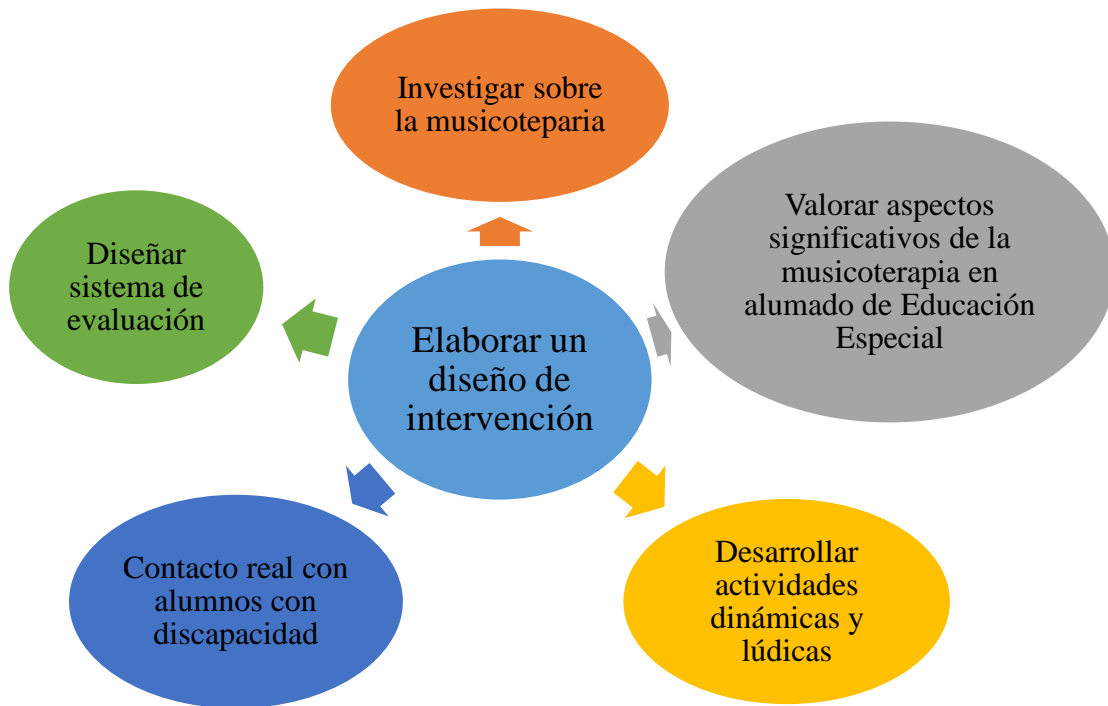 Investigar sobre
la musicoteparia
Valorar aspectos
significativos de la
musicoterapia en
alumado de Educación
Especial
Diseñar
sistema de
evaluación
Elaborar un
diseño de
intervención
Contacto real con
alumnos con
discapacidad
Desarrollar
actividades
dinámicas y
lúdicas